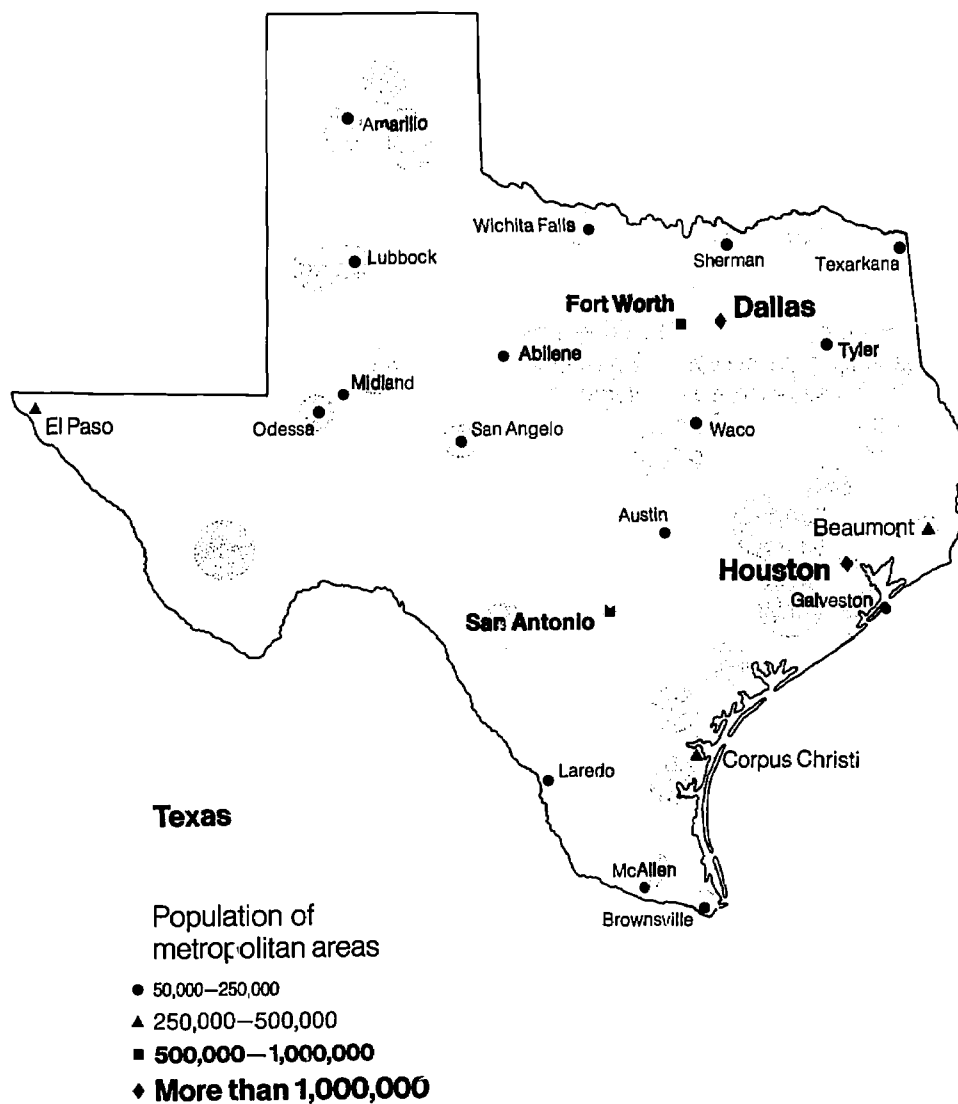 Amarillo
Wichita Falls
Sherman
Texarkana
Lubbock
Fort Worth
Dallas
Abilene
Tyler
Midland
El Paso
Odessa
San Angelo
Waco
Austin
Beaumont
Houston
Galveston
San Antonio
Corpus Christi
Laredo
Texas
McAllen
Brownsville
Population of
metropolitan areas
50,000—250,000
250,000—500,000
500,000—1,000,000
More than 1,000,000